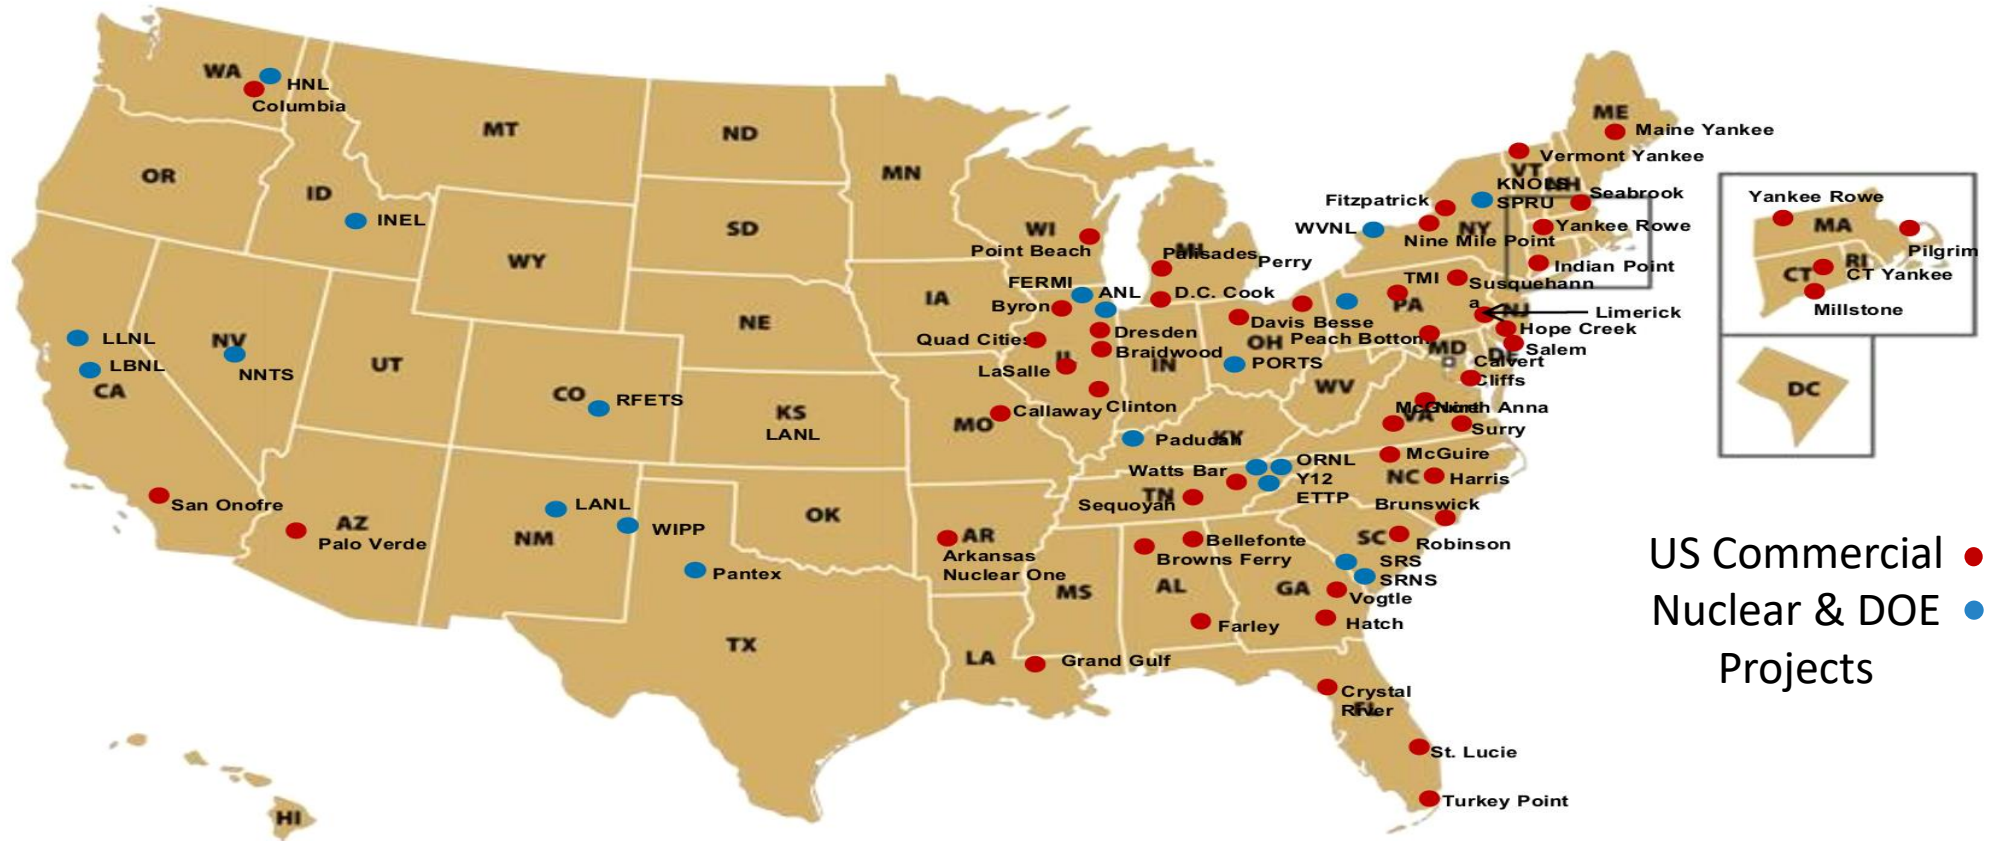 WA
HNL
Columbia
MT
ND
MN
ME
Maine Yankee
OR
ID
INEL
WY
SD
WI
Point Beach
MI
Palisades
Perry
Fitzpatrick
WVNL
Nine Mile Point
NY
VT
Vermont Yankee
KNOLS
SPRU
NH
Seabrook
Yankee Rowe
Indian Point
Yankee Rowe
MA
Pilgrim
CT
RI
CT Yankee
Millstone
DC
FERMI
ANL
Byron
D.C. Cook
IA
NE
Quad Cities
Dresden
Braidwood
IL
LaSalle
Clinton
IN
Davis Besse
OH
PORTS
TMI
Susquehann
a
PA
NJ
Limerick
Hope Creek
Salem
Peach Bottom
MD
DE
Calvert
Cliffs
LLNL
LBNL
CA
NV
NNTS
UT
CO
RFETS
KS
LANL
MO
Callaway
Paducah
KY
WV
McGuire
North Anna
VA
Surry
McGuire
NC
Harris
Brunswick
Watts Bar
ORNL
Y12
ETTP
TN
Sequoyah
San Onofre
AZ
Palo Verde
NM
LANL
WIPP
Pantex
OK
AR
Arkansas
Nuclear One
MS
AL
Bellefonte
Browns Ferry
SC
Robinson
SRS
SRNS
GA
Vogtle
Hatch
Farley
TX
LA
Grand Gulf
Crystal
River
FL
St. Lucie
Turkey Point
HI
US Commercial
Nuclear & DOE
Projects